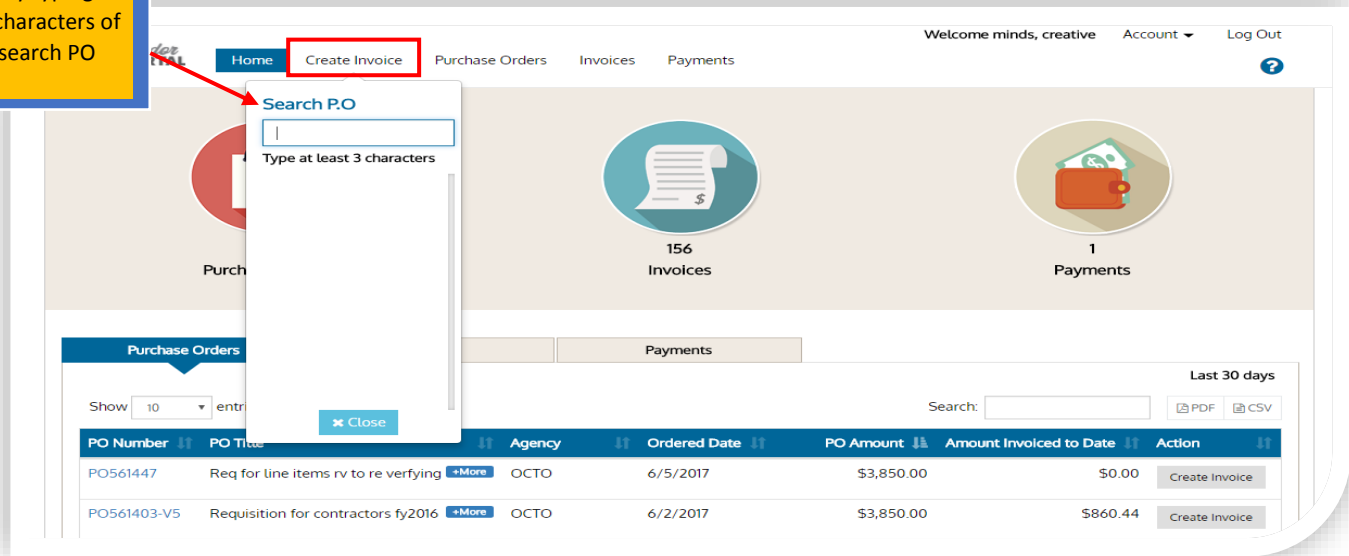 characters of
search PO
Welcome minds, creative Account Log Out
Home Create Invoice Purchase Orders Invoices Payments
Search P.O
Type at least 3 characters
156
Invoices
1
Payments
Purchase Orders Payments
Last 30 days
Show 10 Search: PDF CSV
× Close
PO Number PO Title Agency Ordered Date PO Amount Amount Invoiced to Date Action
PO561447 Req for line items rv to re verfying +More OCTO 6/5/2017 $3,850.00 $0.00 Create Invoice
PO561403-V5 Requisition for contractors fy2016 +More OCTO 6/2/2017 $3,850.00 $860.44 Create Invoice